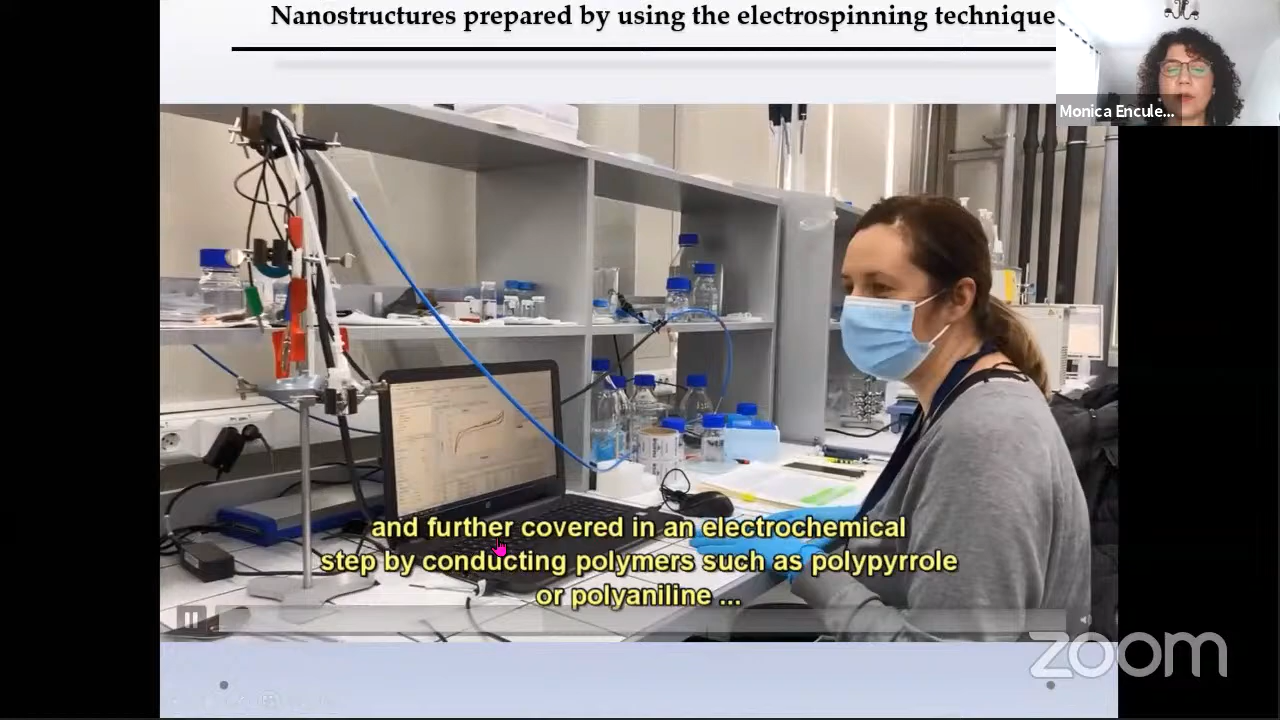 Nanostructures prepared by using the electrospinning technique
Monica Encule...
and further covered in an electrochemical
step by conducting polymers such as polypyrrole
or polyaniline ...
zoom